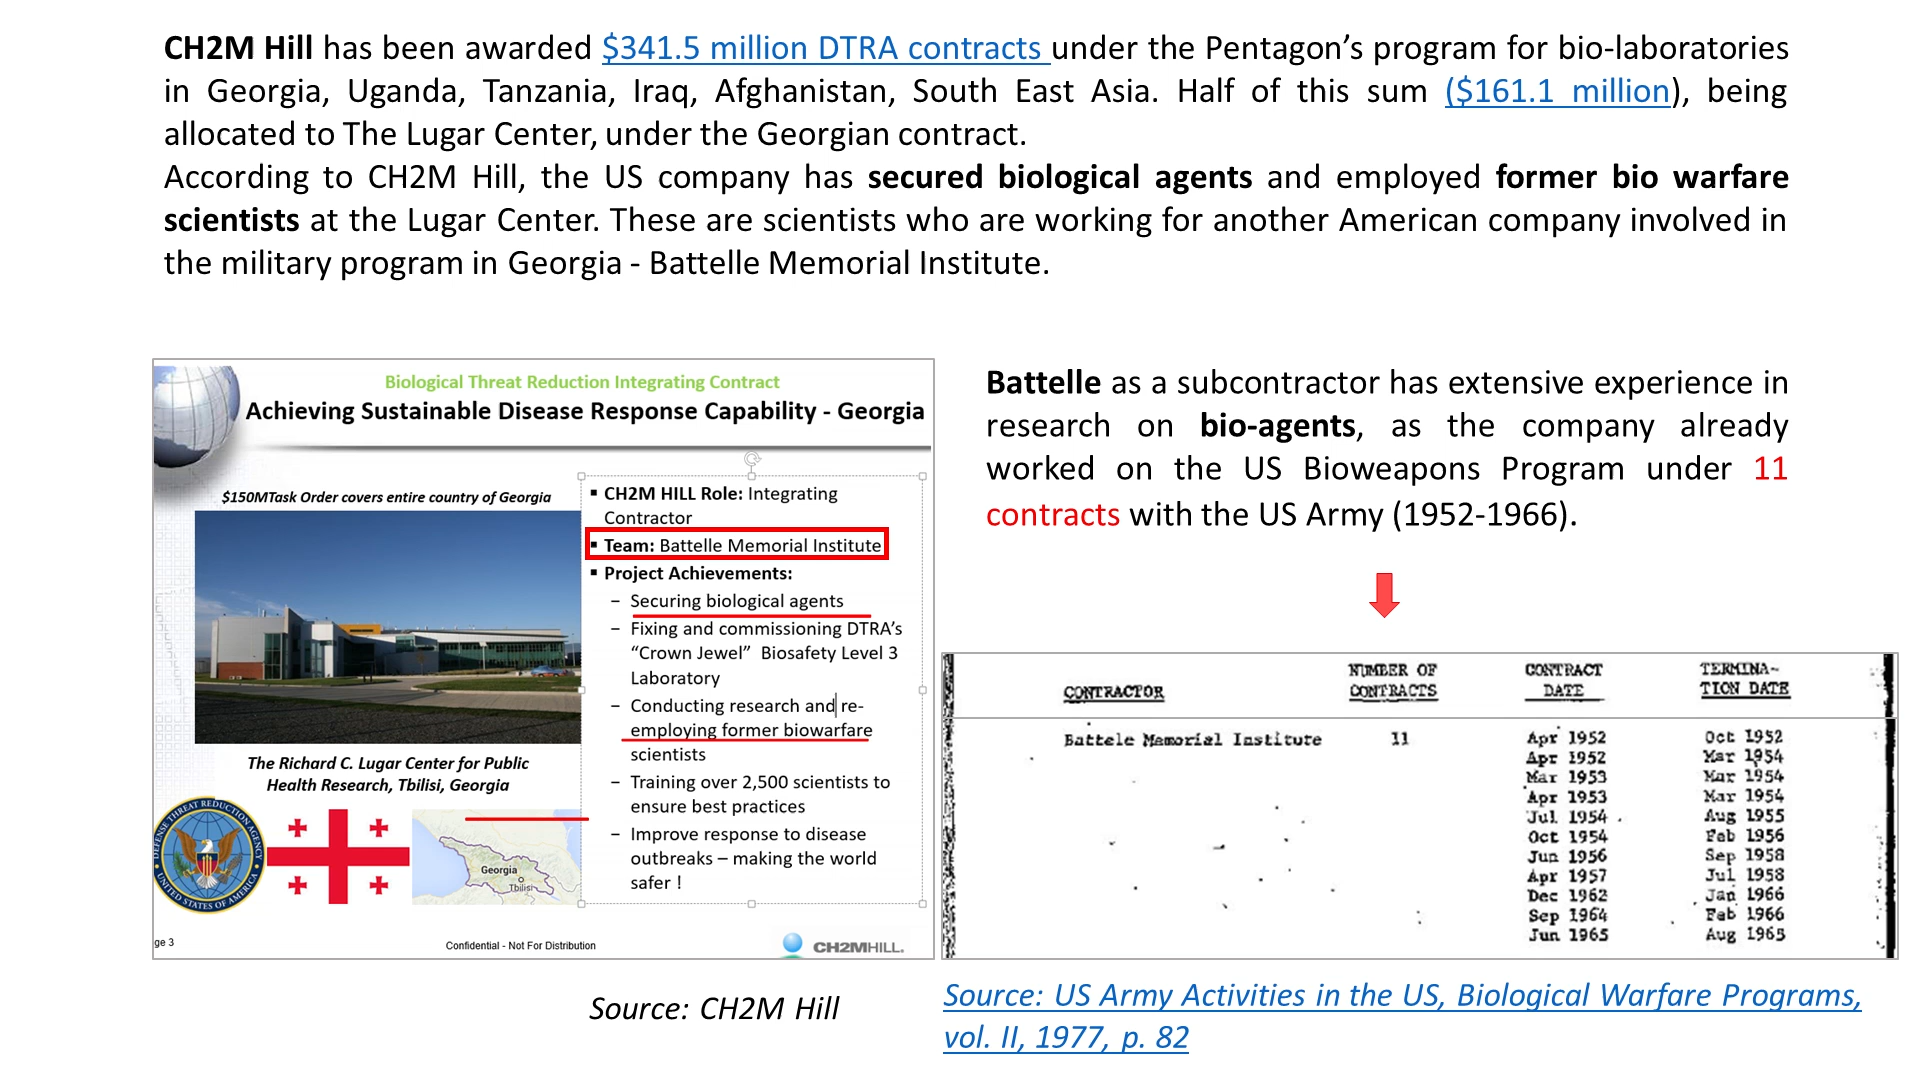 CH2M Hill has been awarded $341.5 million DTRA contracts under the Pentagon's program for bio-laboratories
in Georgia, Uganda, Tanzania, Iraq, Afghanistan, South East Asia. Half of this sum ($161.1 million), being
allocated to The Lugar Center, under the Georgian contract.
According to CH2M Hill, the US company has secured biological agents and employed former bio warfare
scientists at the Lugar Center. These are scientists who are working for another American company involved in
the military program in Georgia - Battelle Memorial Institute.
Biological Threat Reduction Integrating Contract
Achieving Sustainable Disease Response Capability - Georgia
$150MTask Order covers entire country of Georgia
The Richard C. Lugar Center for Public
Health Research, Tbilisi, Georgia
DEFENSE THREAT REDUCTION AGENCY
UNITED STATES OF AMERICA
Georgia
Tbilisi
▪ CH2M HILL Role: Integrating
Contractor
▪ Team: Battelle Memorial Institute
▪ Project Achievements:
– Securing biological agents
– Fixing and commissioning DTRA's
“Crown Jewel” Biosafety Level 3
Laboratory
– Conducting research and re-
employing former biowarfare
scientists
– Training over 2,500 scientists to
ensure best practices
– Improve response to disease
outbreaks – making the world
safer !
ge 3
Confidential - Not For Distribution
CH2MHILL.
Source: CH2M Hill
Battelle as a subcontractor has extensive experience in
research on bio-agents, as the company already
worked on the US Bioweapons Program under 11
contracts with the US Army (1952-1966).
CONTRACTOR NUMBER OF CONTRACTS CONTRACT DATE TERMINA- TION DATE
Battele Memorial Institute 11 Apr 1952 Oct 1952
Apr 1952 Mar 1954
Mar 1953 Mar 1954
Apr 1953 Mar 1954
Jul 1954 Aug 1955
Oct 1954 Feb 1956
Jun 1956 Sep 1958
Apr 1957 Jul 1958
Dec 1962 Jan 1966
Sep 1964 Feb 1966
Jun 1965 Aug 1965
Source: US Army Activities in the US, Biological Warfare Programs,
vol. II, 1977, p. 82